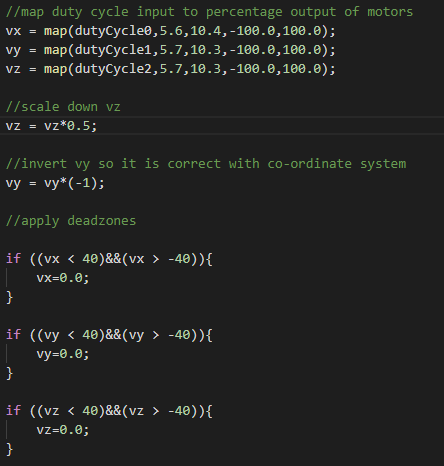 //map duty cycle input to percentage output of motors
vx = map(dutyCycle0,5.6,10.4,-100.0,100.0);
vy = map(dutyCycle1,5.7,10.3,-100.0,100.0);
vz = map(dutyCycle2,5.7,10.3,-100.0,100.0);
//scale down vz
vz = vz*0.5;
//invert vy so it is correct with co-ordinate system
vy = vy*(-1);
//apply deadzones
if ((vx < 40)&&(vx > -40)){
    vx=0.0;
}
if ((vy < 40)&&(vy > -40)){
    vy=0.0;
}
if ((vz < 40)&&(vz > -40)){
    vz=0.0;
}